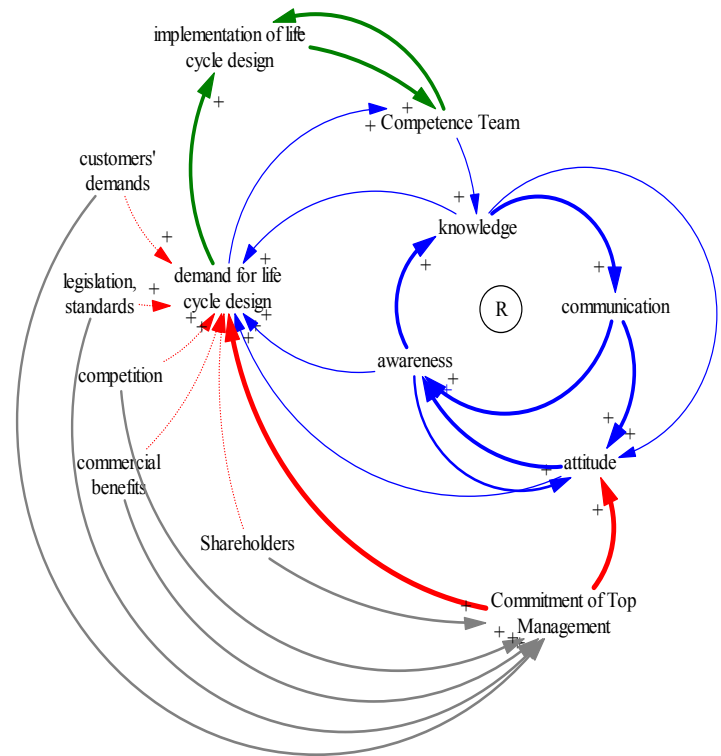 implementation of life
cycle design
+
+
+
Competence Team
customers'
demands
+
knowledge
+
+
+
+
demand for life
cycle design
legislation,
standards
+
R
communication
+
+
+
+
+
competition
awareness
+
+
+
+
commercial
benefits
+
attitude
+
Shareholders
+
Commitment of Top
Management
+
+
+